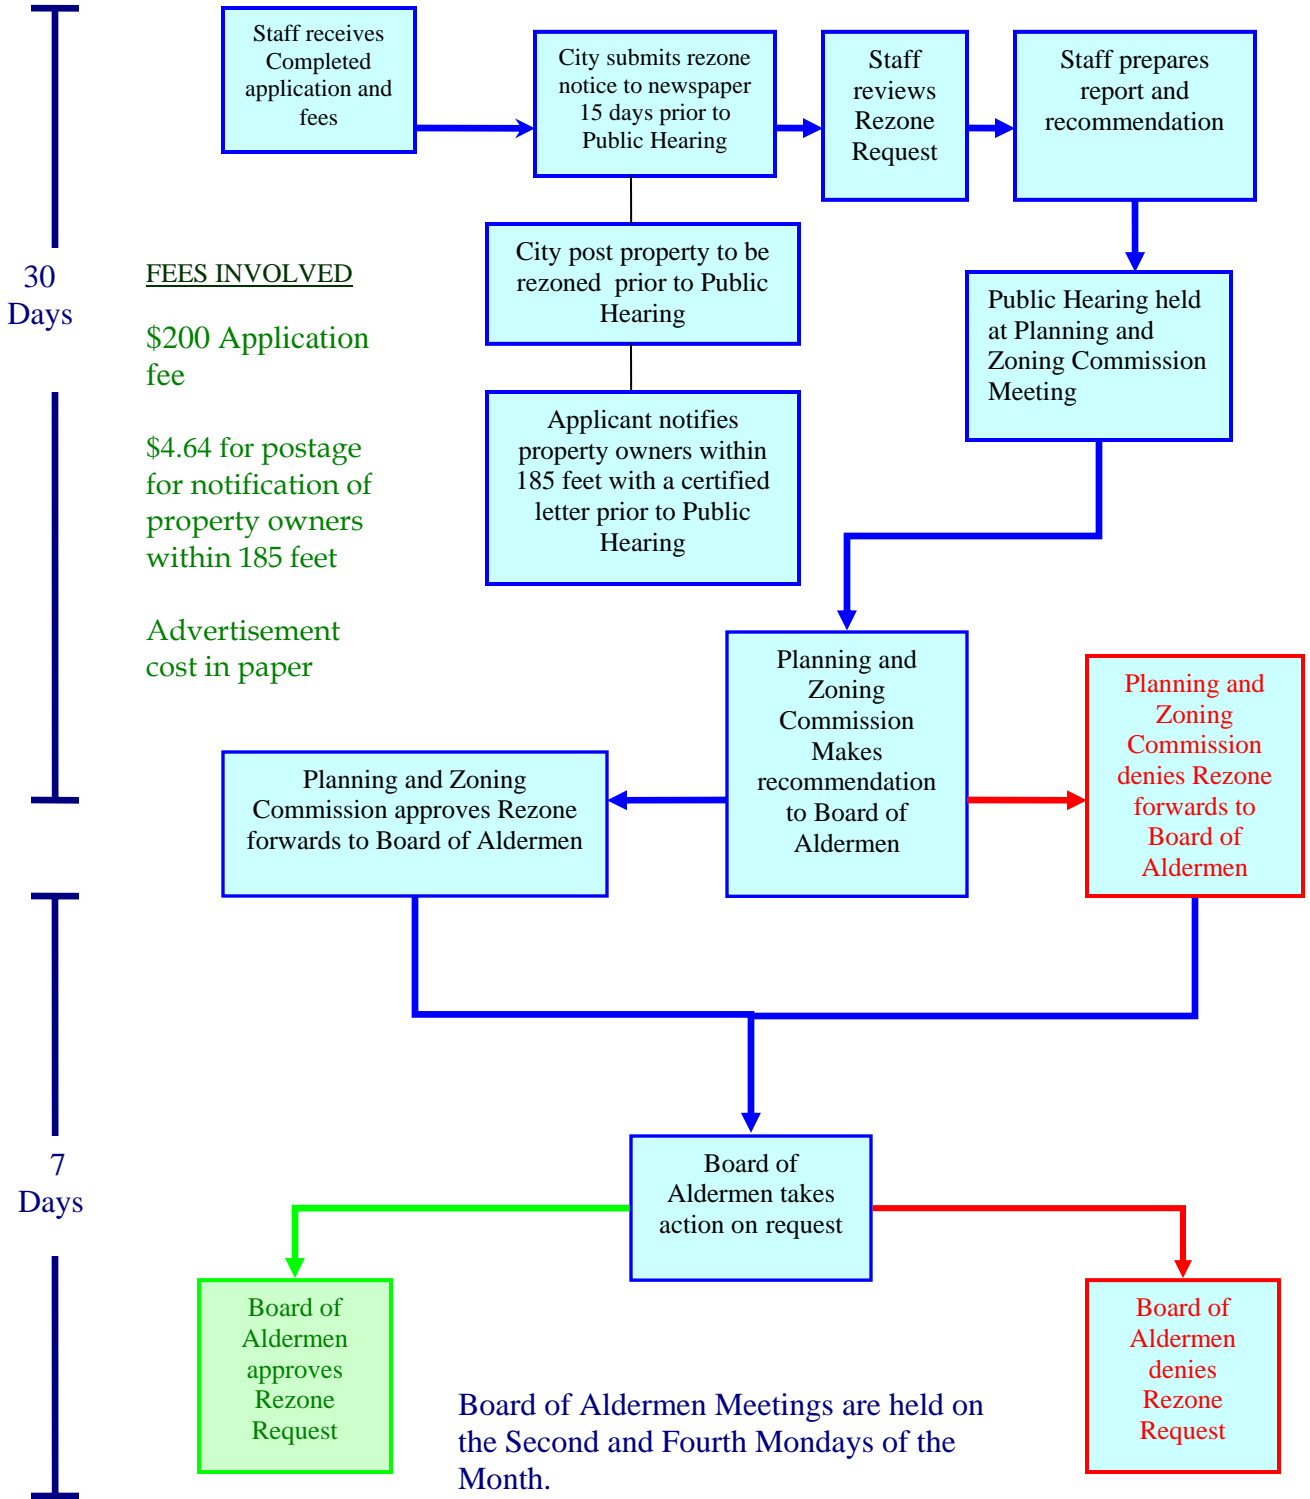 Staff receives
Completed
application and
fees
City submits rezone
notice to newspaper
15 days prior to
Public Hearing
Staff
reviews
Rezone
Request
Staff prepares
report and
recommendation
30
Days
FEES INVOLVED
$200 Application
fee
$4.64 for postage
for notification of
property owners
within 185 feet
Advertisement
cost in paper
City post property to be
rezoned prior to Public
Hearing
Applicant notifies
property owners within
185 feet with a certified
letter prior to Public
Hearing
Public Hearing held
at Planning and
Zoning Commission
Meeting
Planning and
Zoning
Commission
Makes
recommendation
to Board of
Aldermen
Planning and
Zoning
Commission
denies Rezone
forwards to
Board of
Aldermen
Planning and Zoning
Commission approves Rezone
forwards to Board of Aldermen
7
Days
Board of
Aldermen takes
action on request
Board of
Aldermen
approves
Rezone
Request
Board of
Aldermen
denies
Rezone
Request
Board of Aldermen Meetings are held on
the Second and Fourth Mondays of the
Month.